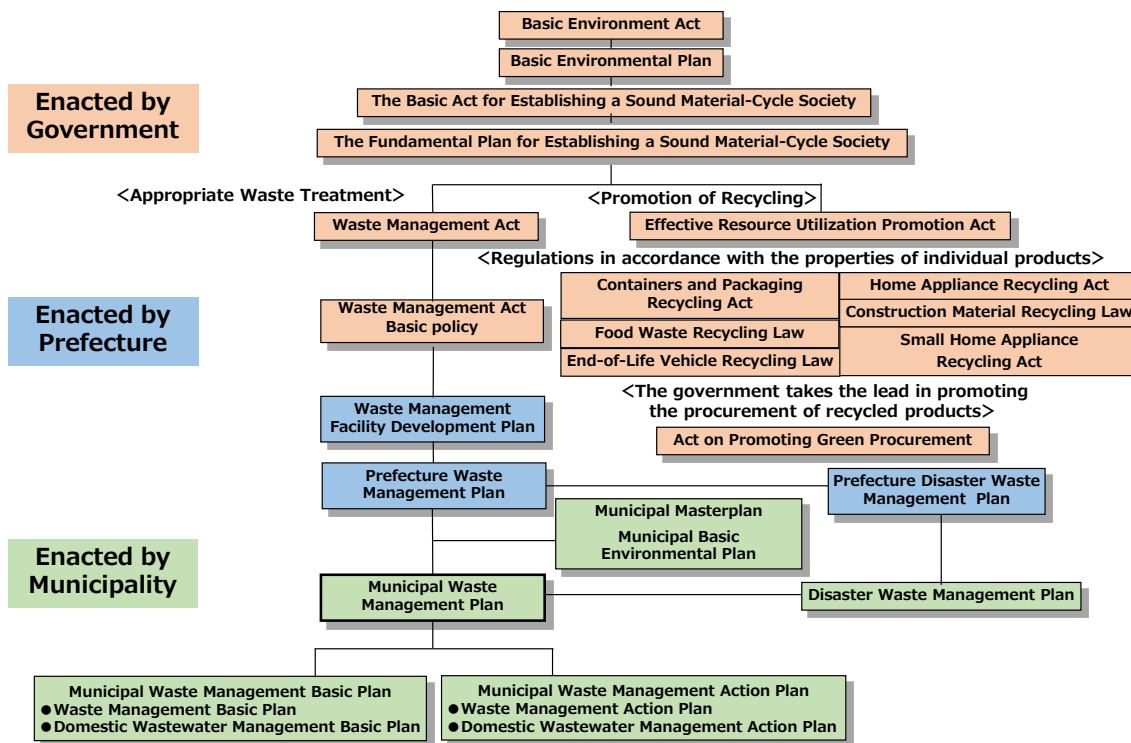 Basic Environment Act
Basic Environmental Plan
Enacted by
Government
The Basic Act for Establishing a Sound Material-Cycle Society
The Fundamental Plan for Establishing a Sound Material-Cycle Society
<Appropriate Waste Treatment>
<Promotion of Recycling>
Waste Management Act
Effective Resource Utilization Promotion Act
<Regulations in accordance with the properties of individual products>
Enacted by
Prefecture
Waste Management Act
Basic policy
Containers and Packaging
Recycling Act
Home Appliance Recycling Act
Construction Material Recycling Law
Food Waste Recycling Law
Small Home Appliance
Recycling Act
End-of-Life Vehicle Recycling Law
<The government takes the lead in promoting
the procurement of recycled products>
Waste Management
Facility Development Plan
Act on Promoting Green Procurement
Prefecture Waste
Management Plan
Prefecture Disaster Waste
Management Plan
Municipal Masterplan
Municipal Basic
Environmental Plan
Enacted by
Municipality
Municipal Waste
Management Plan
Disaster Waste Management Plan
Municipal Waste Management Basic Plan
●Waste Management Basic Plan
●Domestic Wastewater Management Basic Plan
Municipal Waste Management Action Plan
●Waste Management Action Plan
●Domestic Wastewater Management Action Plan